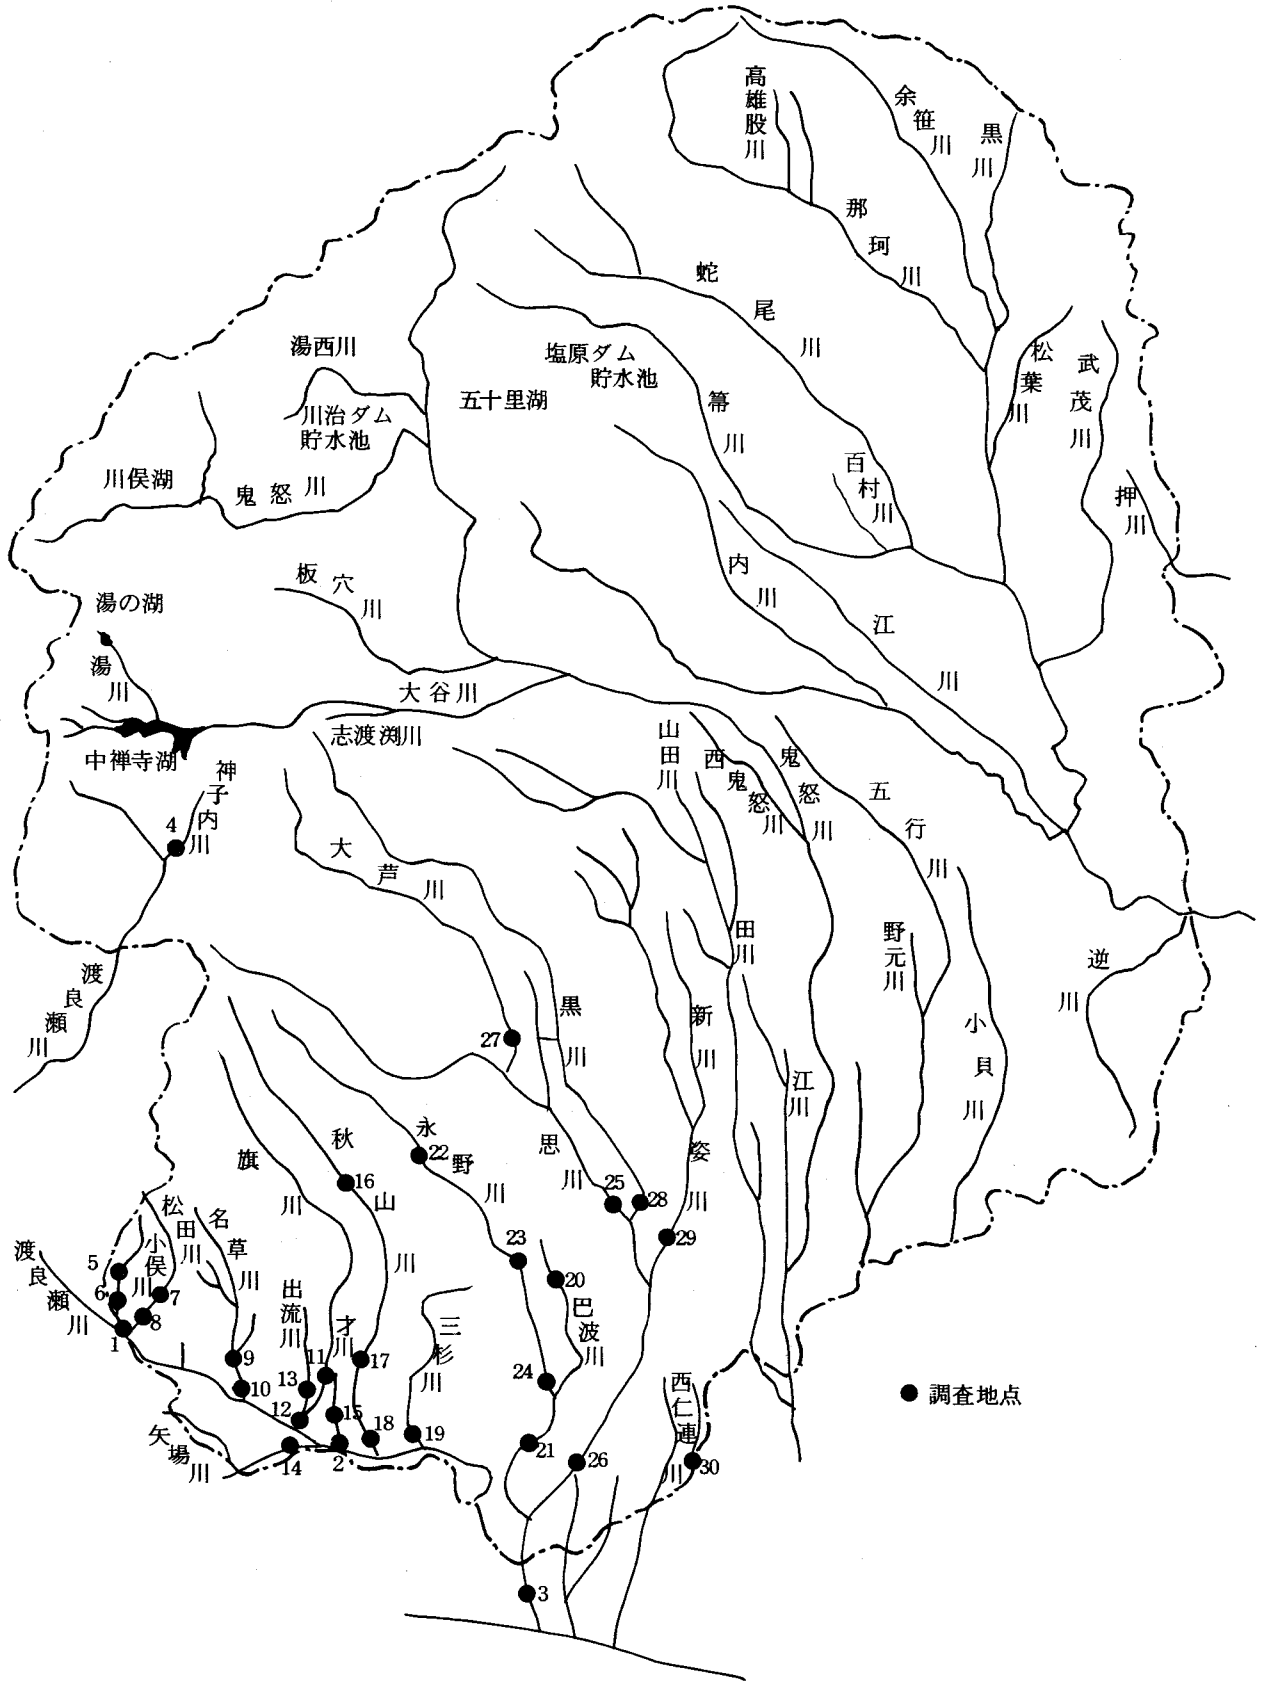 高雄股川
余笹川
黒川
那珂川
蛇尾川
湯西川
塩原ダム
貯水池
松葉川
武茂川
川治ダム
貯水池
五十里湖
箒川
川俣湖
鬼怒川
百村川
押川
板穴川
内川
湯の湖
江川
湯川
大谷川
志渡渕川
中禅寺湖
神子内川
山田川
西鬼怒川
鬼怒川
五行川
4
大芦川
田川
野元川
逆川
渡良瀬川
黒川
新川
小貝川
27
江川
旗川
秋山川
永野川
22
思川
姿川
16
25
28
松田川
名草川
小俣川
渡良瀬川
23
29
5
6
7
8
1
20
出流川
巴波川
才川
三杉川
9
11
17
10
13
24
西仁連川
調査地点
12
15
18
19
矢場川
14
2
21
26
30
3